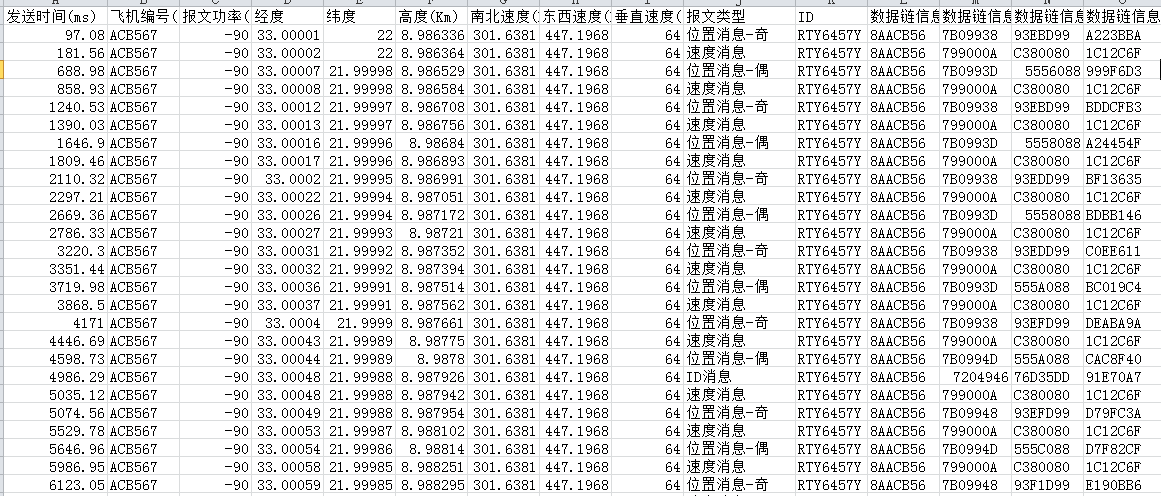 发送时间(ms) 飞机编号( 报文功率( 经度 纬度 高度(Km) 南北速度( 东西速度( 垂直速度( 报文类型 ID 数据链信息 数据链信息 数据链信息 数据链信息
97.08 ACB567 -90 33.00001 22 8.986336 301.6381 447.1968 64 位置消息-奇 RTY6457Y 8AACB56 7B09938 93EBD99 A223BBA
181.56 ACB567 -90 33.00002 22 8.986364 301.6381 447.1968 64 速度消息 RTY6457Y 8AACB56 799000A C380080 1C12C6F
688.98 ACB567 -90 33.00007 21.99998 8.986529 301.6381 447.1968 64 位置消息-偶 RTY6457Y 8AACB56 7B0993D 5556088 999F6D3
858.93 ACB567 -90 33.00008 21.99998 8.986584 301.6381 447.1968 64 速度消息 RTY6457Y 8AACB56 799000A C380080 1C12C6F
1240.53 ACB567 -90 33.00012 21.99997 8.986708 301.6381 447.1968 64 位置消息-奇 RTY6457Y 8AACB56 7B09938 93EBD99 BDDCFB3
1390.03 ACB567 -90 33.00013 21.99997 8.986756 301.6381 447.1968 64 速度消息 RTY6457Y 8AACB56 799000A C380080 1C12C6F
1646.9 ACB567 -90 33.00016 21.99996 8.98684 301.6381 447.1968 64 位置消息-偶 RTY6457Y 8AACB56 7B0993D 5558088 A24454F
1809.46 ACB567 -90 33.00017 21.99996 8.986893 301.6381 447.1968 64 速度消息 RTY6457Y 8AACB56 799000A C380080 1C12C6F
2110.32 ACB567 -90 33.0002 21.99995 8.986991 301.6381 447.1968 64 位置消息-奇 RTY6457Y 8AACB56 7B09938 93EDD99 BF13635
2297.21 ACB567 -90 33.00022 21.99994 8.987051 301.6381 447.1968 64 速度消息 RTY6457Y 8AACB56 799000A C380080 1C12C6F
2669.36 ACB567 -90 33.00026 21.99994 8.987172 301.6381 447.1968 64 位置消息-偶 RTY6457Y 8AACB56 7B0993D 5558088 BDBB146
2786.33 ACB567 -90 33.00027 21.99993 8.98721 301.6381 447.1968 64 速度消息 RTY6457Y 8AACB56 799000A C380080 1C12C6F
3220.3 ACB567 -90 33.00031 21.99992 8.987352 301.6381 447.1968 64 位置消息-奇 RTY6457Y 8AACB56 7B09938 93EDD99 C0EE611
3351.44 ACB567 -90 33.00032 21.99992 8.987394 301.6381 447.1968 64 速度消息 RTY6457Y 8AACB56 799000A C380080 1C12C6F
3719.98 ACB567 -90 33.00036 21.99991 8.987514 301.6381 447.1968 64 位置消息-偶 RTY6457Y 8AACB56 7B0993D 555A088 BC019C4
3868.5 ACB567 -90 33.00037 21.99991 8.987562 301.6381 447.1968 64 速度消息 RTY6457Y 8AACB56 799000A C380080 1C12C6F
4171 ACB567 -90 33.0004 21.9999 8.987661 301.6381 447.1968 64 位置消息-奇 RTY6457Y 8AACB56 7B09938 93EFD99 DEABA9A
4446.69 ACB567 -90 33.00043 21.99989 8.98775 301.6381 447.1968 64 速度消息 RTY6457Y 8AACB56 799000A C380080 1C12C6F
4598.73 ACB567 -90 33.00044 21.99989 8.9878 301.6381 447.1968 64 位置消息-偶 RTY6457Y 8AACB56 7B0994D 555A088 CAC8F40
4986.29 ACB567 -90 33.00048 21.99988 8.987926 301.6381 447.1968 64 ID消息 RTY6457Y 8AACB56 7204946 76D35DD 91E70A7
5035.12 ACB567 -90 33.00048 21.99988 8.987942 301.6381 447.1968 64 速度消息 RTY6457Y 8AACB56 799000A C380080 1C12C6F
5074.56 ACB567 -90 33.00049 21.99988 8.987954 301.6381 447.1968 64 位置消息-奇 RTY6457Y 8AACB56 7B09948 93EFD99 D79FC3A
5529.78 ACB567 -90 33.00053 21.99987 8.988102 301.6381 447.1968 64 速度消息 RTY6457Y 8AACB56 799000A C380080 1C12C6F
5646.96 ACB567 -90 33.00054 21.99986 8.98814 301.6381 447.1968 64 位置消息-偶 RTY6457Y 8AACB56 7B0994D 555C088 D7F82CF
5986.95 ACB567 -90 33.00058 21.99985 8.988251 301.6381 447.1968 64 速度消息 RTY6457Y 8AACB56 799000A C380080 1C12C6F
6123.05 ACB567 -90 33.00059 21.99985 8.988295 301.6381 447.1968 64 位置消息-奇 RTY6457Y 8AACB56 7B09948 93F1D99 E190BB6